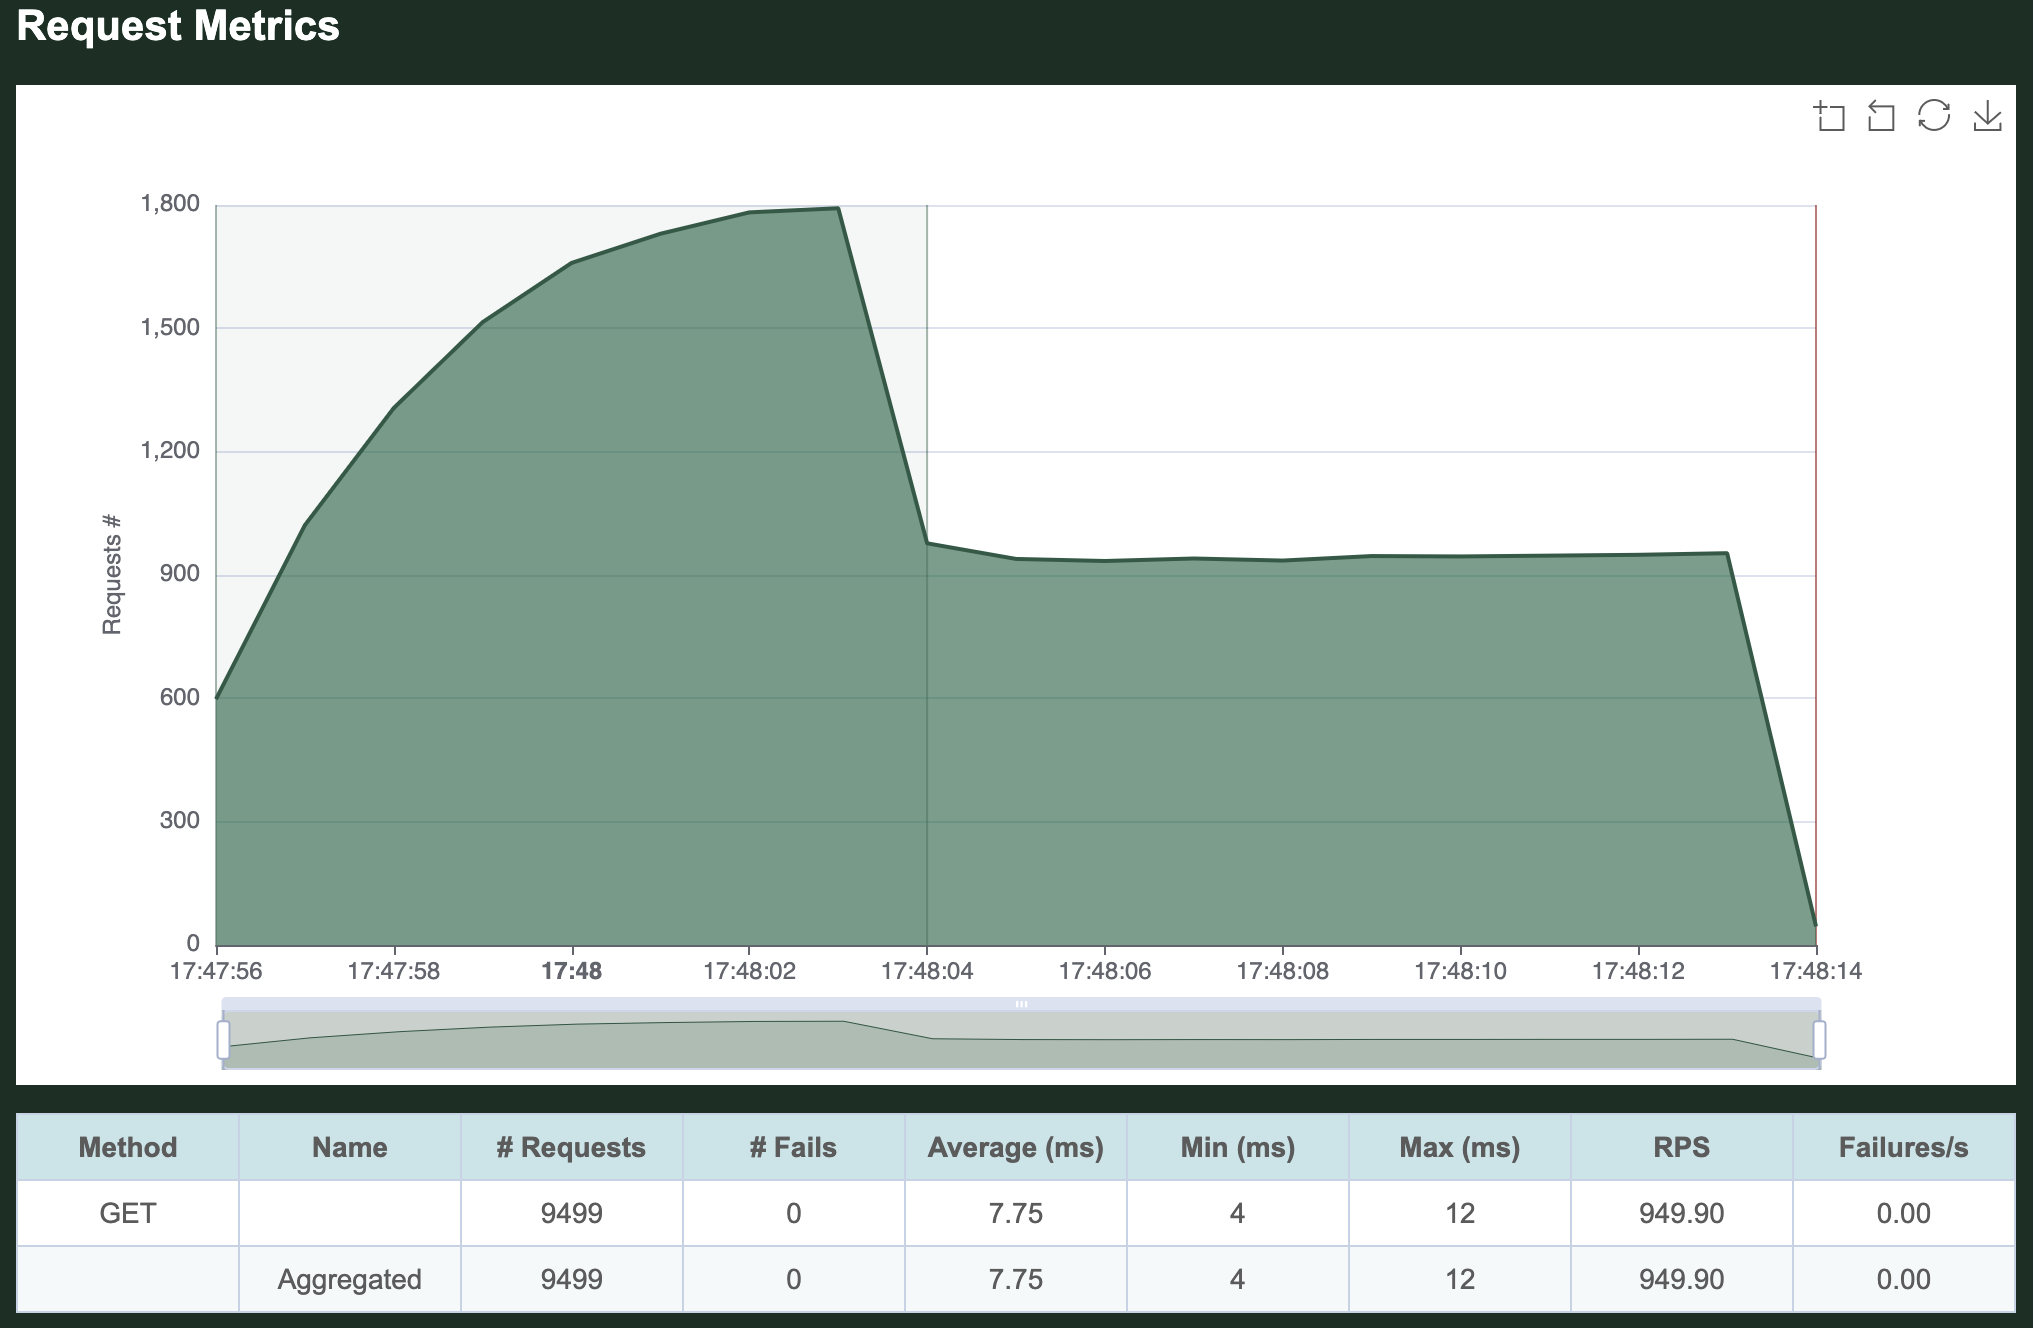 Request Metrics
1,800
1,500
1,200
900
600
300
0
Requests #
17:47:56 17:47:58 17:48 17:48:02 17:48:04 17:48:06 17:48:08 17:48:10 17:48:12 17:48:14
Method Name # Requests # Fails Average (ms) Min (ms) Max (ms) RPS Failures/s
GET 9499 0 7.75 4 12 949.90 0.00
Aggregated 9499 0 7.75 4 12 949.90 0.00